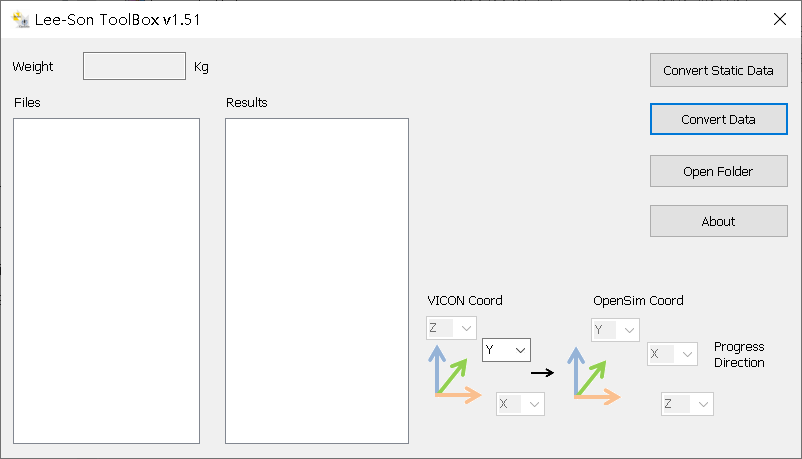 Lee-Son ToolBox v1.51
Weight
Kg
Convert Static Data
Files
Results
Convert Data
Open Folder
About
VICON Coord
OpenSim Coord
Z
Y
Y
X
Progress
Direction
X
Z